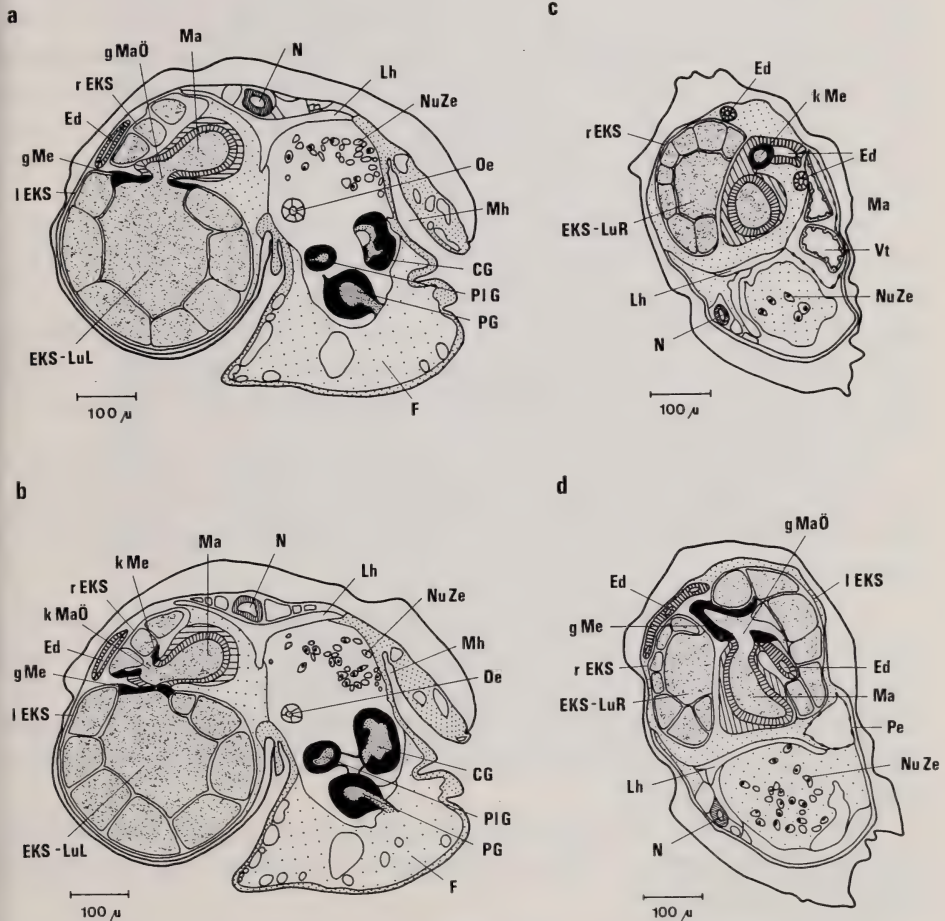 a
gMaÖ
Ma
N
Lh
NuZe
r EKS
Ed
gMe
l EKS
Oe
Mh
CG
PlG
PG
EKS-LuL
F
100 µ
c
Ed
kMe
r EKS
Ed
Ma
EKS-LuR
Vt
Lh
NuZe
N
100 µ
b
Ma
N
kMe
Lh
r EKS
NuZe
kMaÖ
Mh
Ed
Oe
gMe
l EKS
CG
PlG
EKS-LuL
PG
F
100 µ
d
gMaÖ
Ed
l EKS
gMe
r EKS
Ed
EKS-LuR
Ma
Pe
NuZe
Lh
N
100 µ